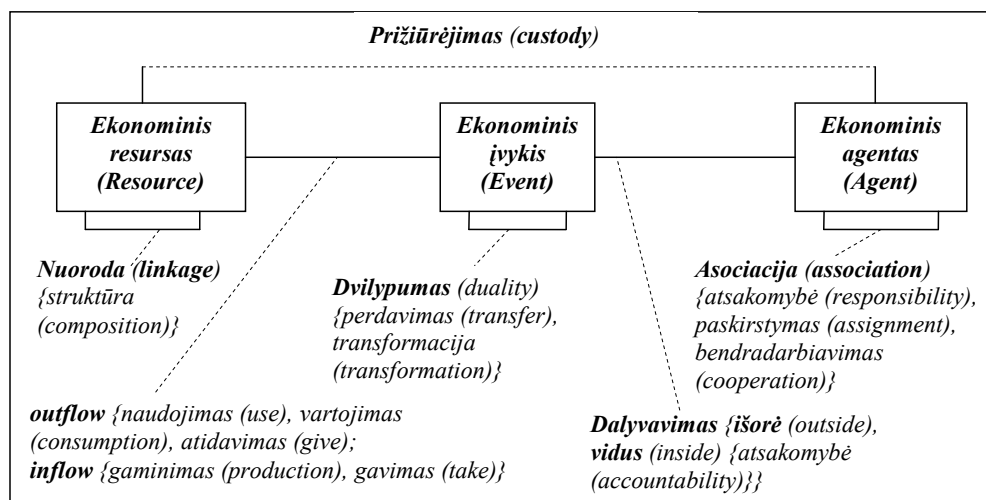 Prižiūrėjimas (custody)
Ekonominis
resursas
(Resource)
Ekonominis
įvykis
(Event)
Ekonominis
agentas
(Agent)
Nuoroda (linkage)
{struktūra
(composition)}
Dvilypumas (duality)
{perdavimas (transfer),
transformacija
(transformation)}
Asociacija (association)
{atsakomybė (responsibility),
paskirstymas (assignment),
bendradarbiavimas
(cooperation)}
outflow {naudojimas (use), vartojimas
(consumption), atidavimas (give);
inflow {gaminimas (production), gavimas (take)}
Dalyvavimas {išorė (outside),
vidus (inside) {atsakomybė
(accountability)}}